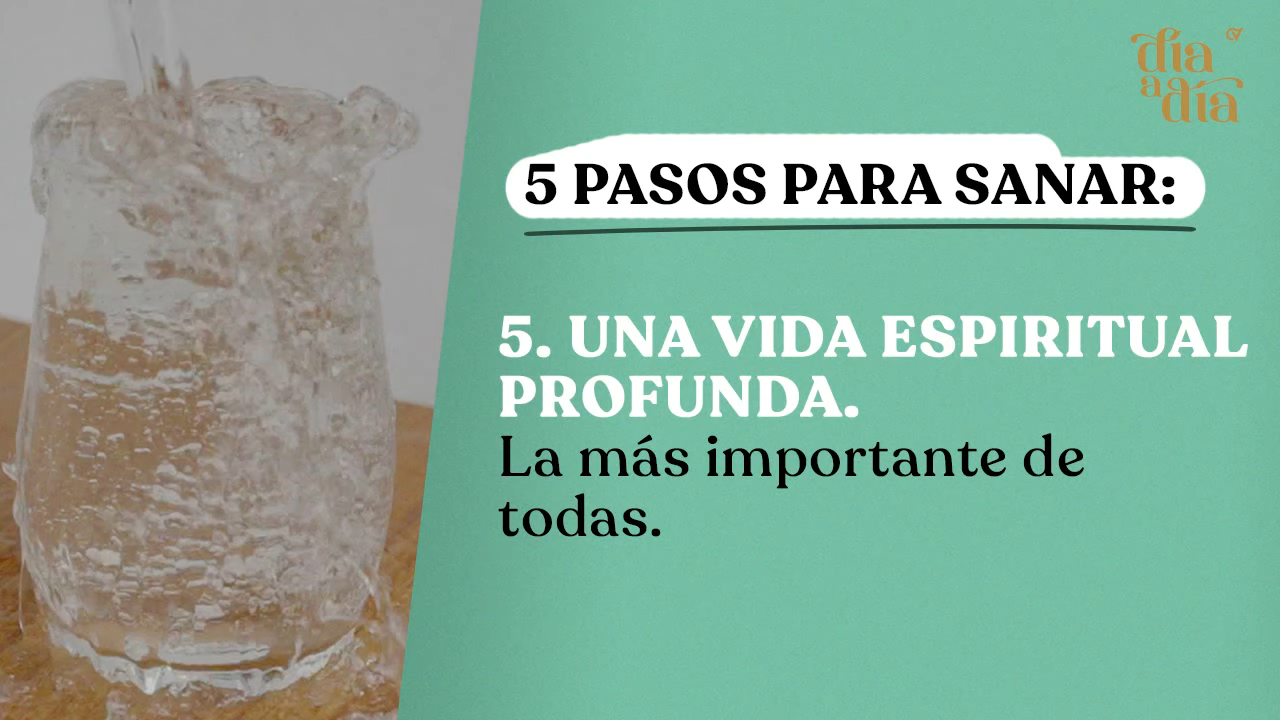 día
a
día
5 PASOS PARA SANAR:
5. UNA VIDA ESPIRITUAL
PROFUNDA.
La más importante de
todas.